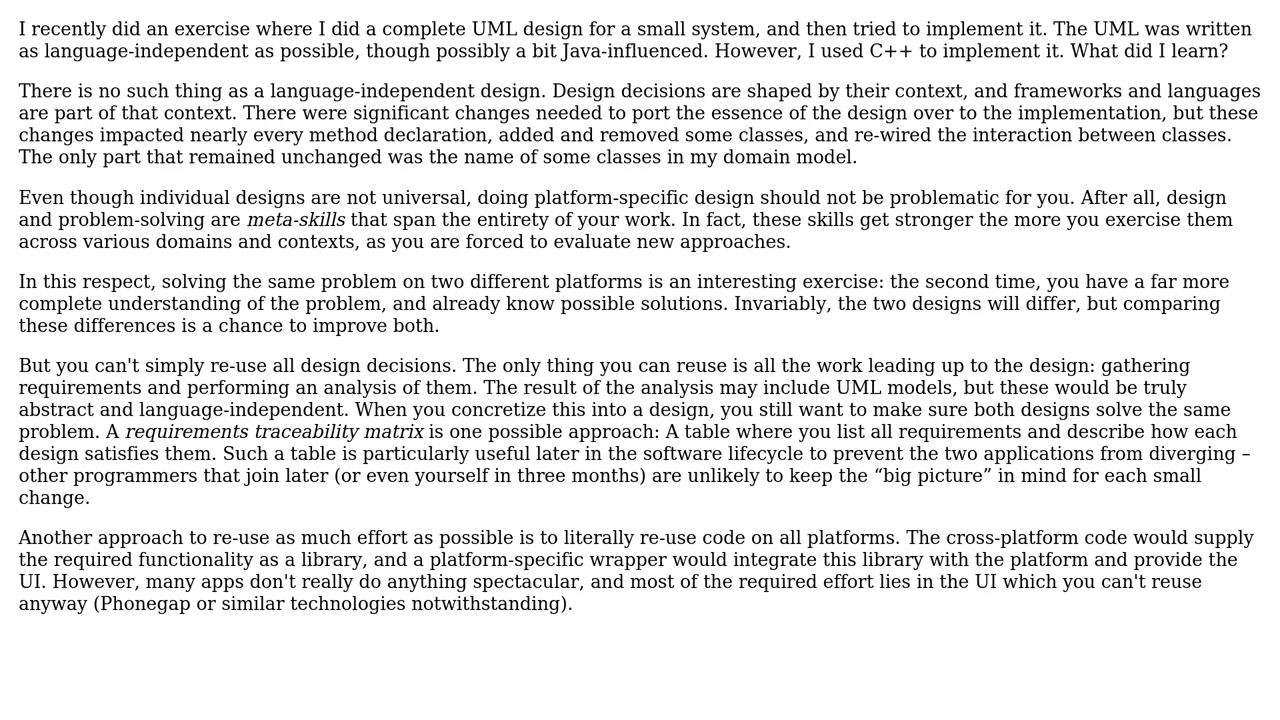 I recently did an exercise where I did a complete UML design for a small system, and then tried to implement it. The UML was written
as language-independent as possible, though possibly a bit Java-influenced. However, I used C++ to implement it. What did I learn?
There is no such thing as a language-independent design. Design decisions are shaped by their context, and frameworks and languages
are part of that context. There were significant changes needed to port the essence of the design over to the implementation, but these
changes impacted nearly every method declaration, added and removed some classes, and re-wired the interaction between classes.
The only part that remained unchanged was the name of some classes in my domain model.
Even though individual designs are not universal, doing platform-specific design should not be problematic for you. After all, design
and problem-solving are meta-skills that span the entirety of your work. In fact, these skills get stronger the more you exercise them
across various domains and contexts, as you are forced to evaluate new approaches.
In this respect, solving the same problem on two different platforms is an interesting exercise: the second time, you have a far more
complete understanding of the problem, and already know possible solutions. Invariably, the two designs will differ, but comparing
these differences is a chance to improve both.
But you can't simply re-use all design decisions. The only thing you can reuse is all the work leading up to the design: gathering
requirements and performing an analysis of them. The result of the analysis may include UML models, but these would be truly
abstract and language-independent. When you concretize this into a design, you still want to make sure both designs solve the same
problem. A requirements traceability matrix is one possible approach: A table where you list all requirements and describe how each
design satisfies them. Such a table is particularly useful later in the software lifecycle to prevent the two applications from diverging –
other programmers that join later (or even yourself in three months) are unlikely to keep the “big picture” in mind for each small
change.
Another approach to re-use as much effort as possible is to literally re-use code on all platforms. The cross-platform code would supply
the required functionality as a library, and a platform-specific wrapper would integrate this library with the platform and provide the
UI. However, many apps don't really do anything spectacular, and most of the required effort lies in the UI which you can't reuse
anyway (Phonegap or similar technologies notwithstanding).